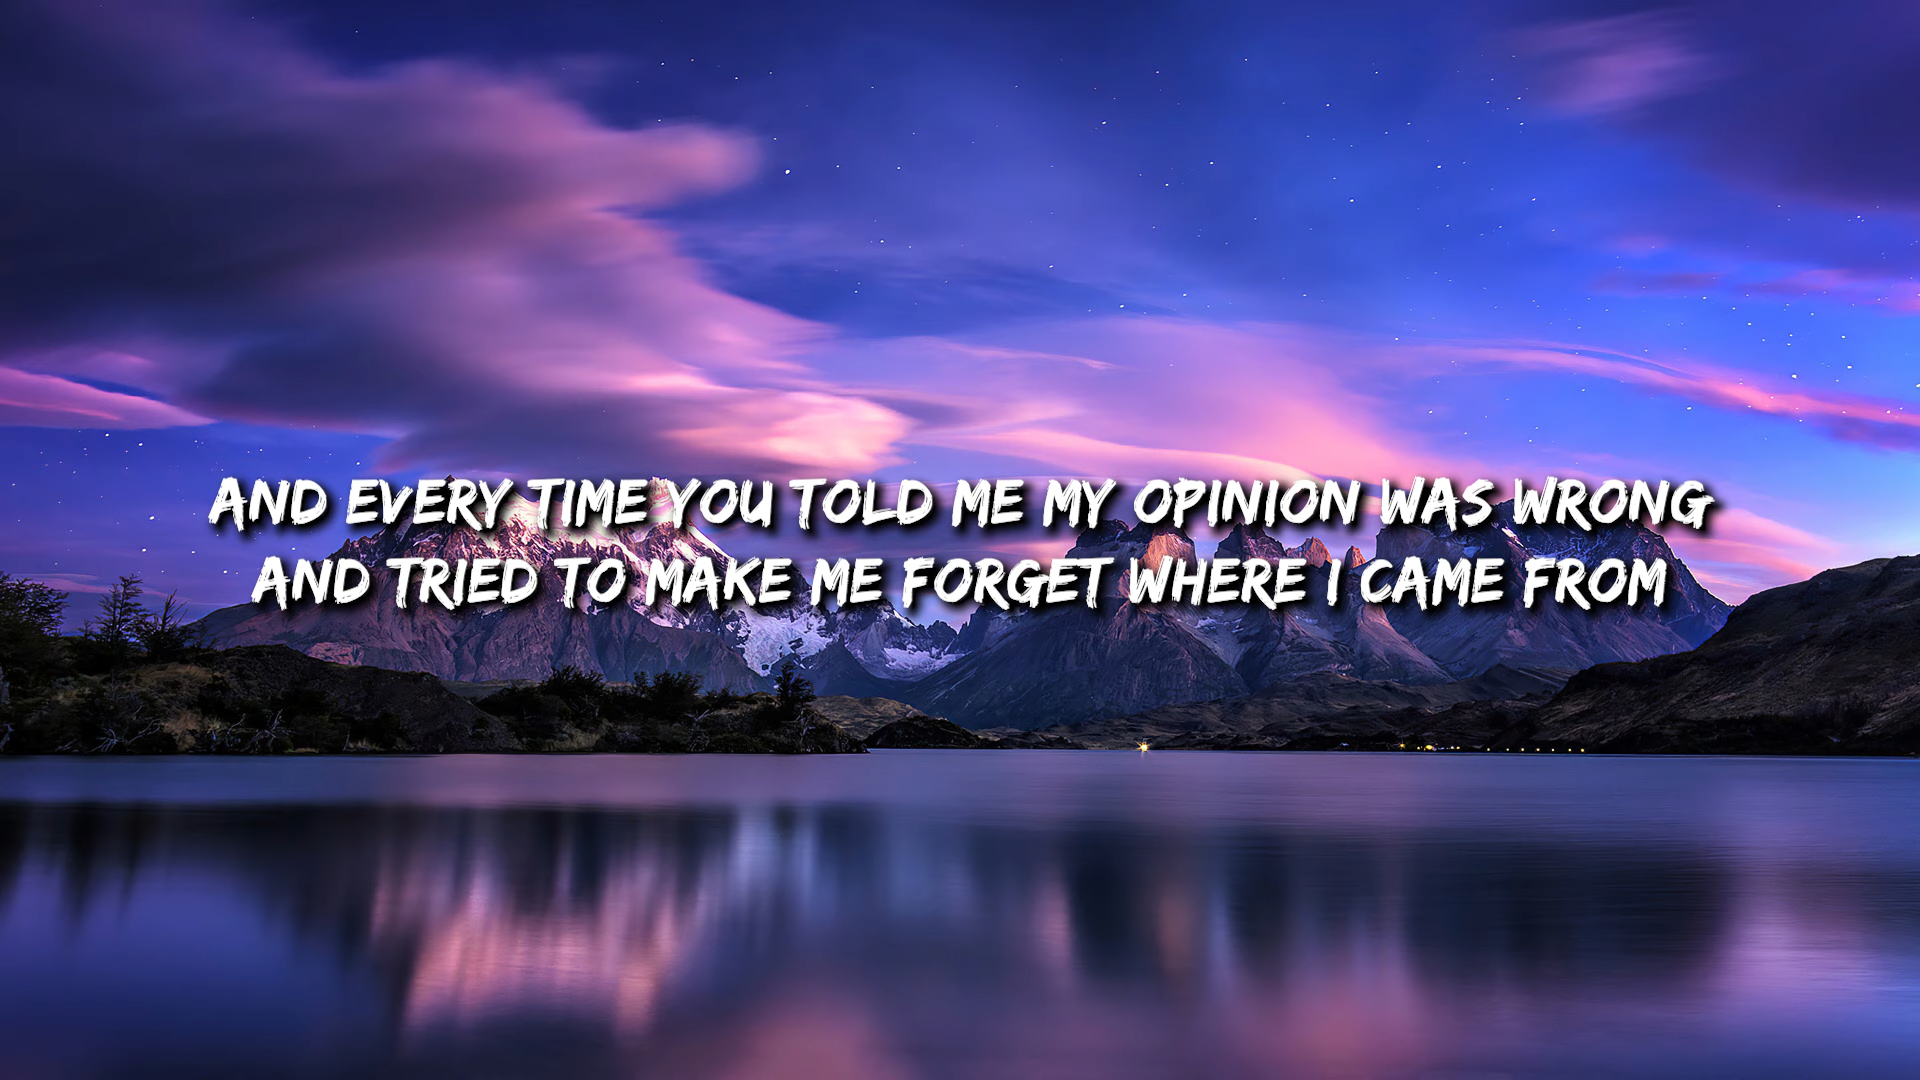 AND EVERY TIME YOU TOLD ME MY OPINION WAS WRONG
AND TRIED TO MAKE ME FORGET WHERE I CAME FROM